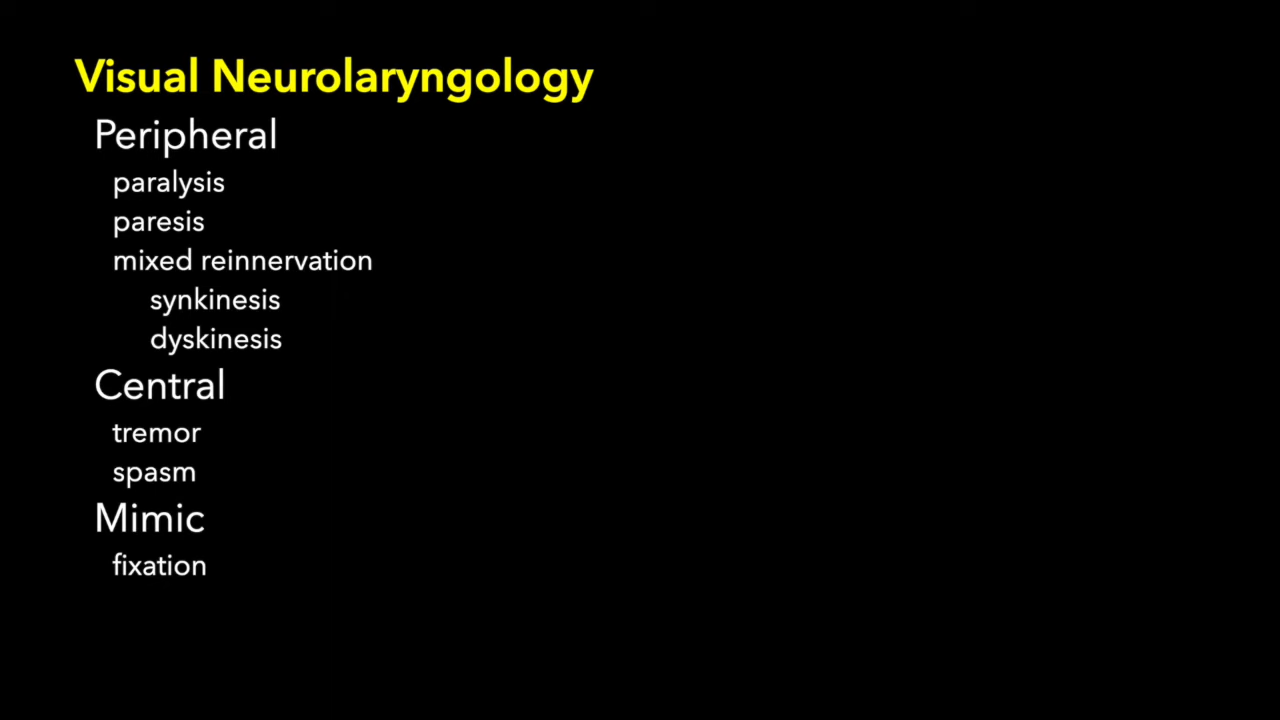 Visual Neurolaryngology
Peripheral
paralysis
paresis
mixed reinnervation
synkinesis
dyskinesis
Central
tremor
spasm
Mimic
fixation